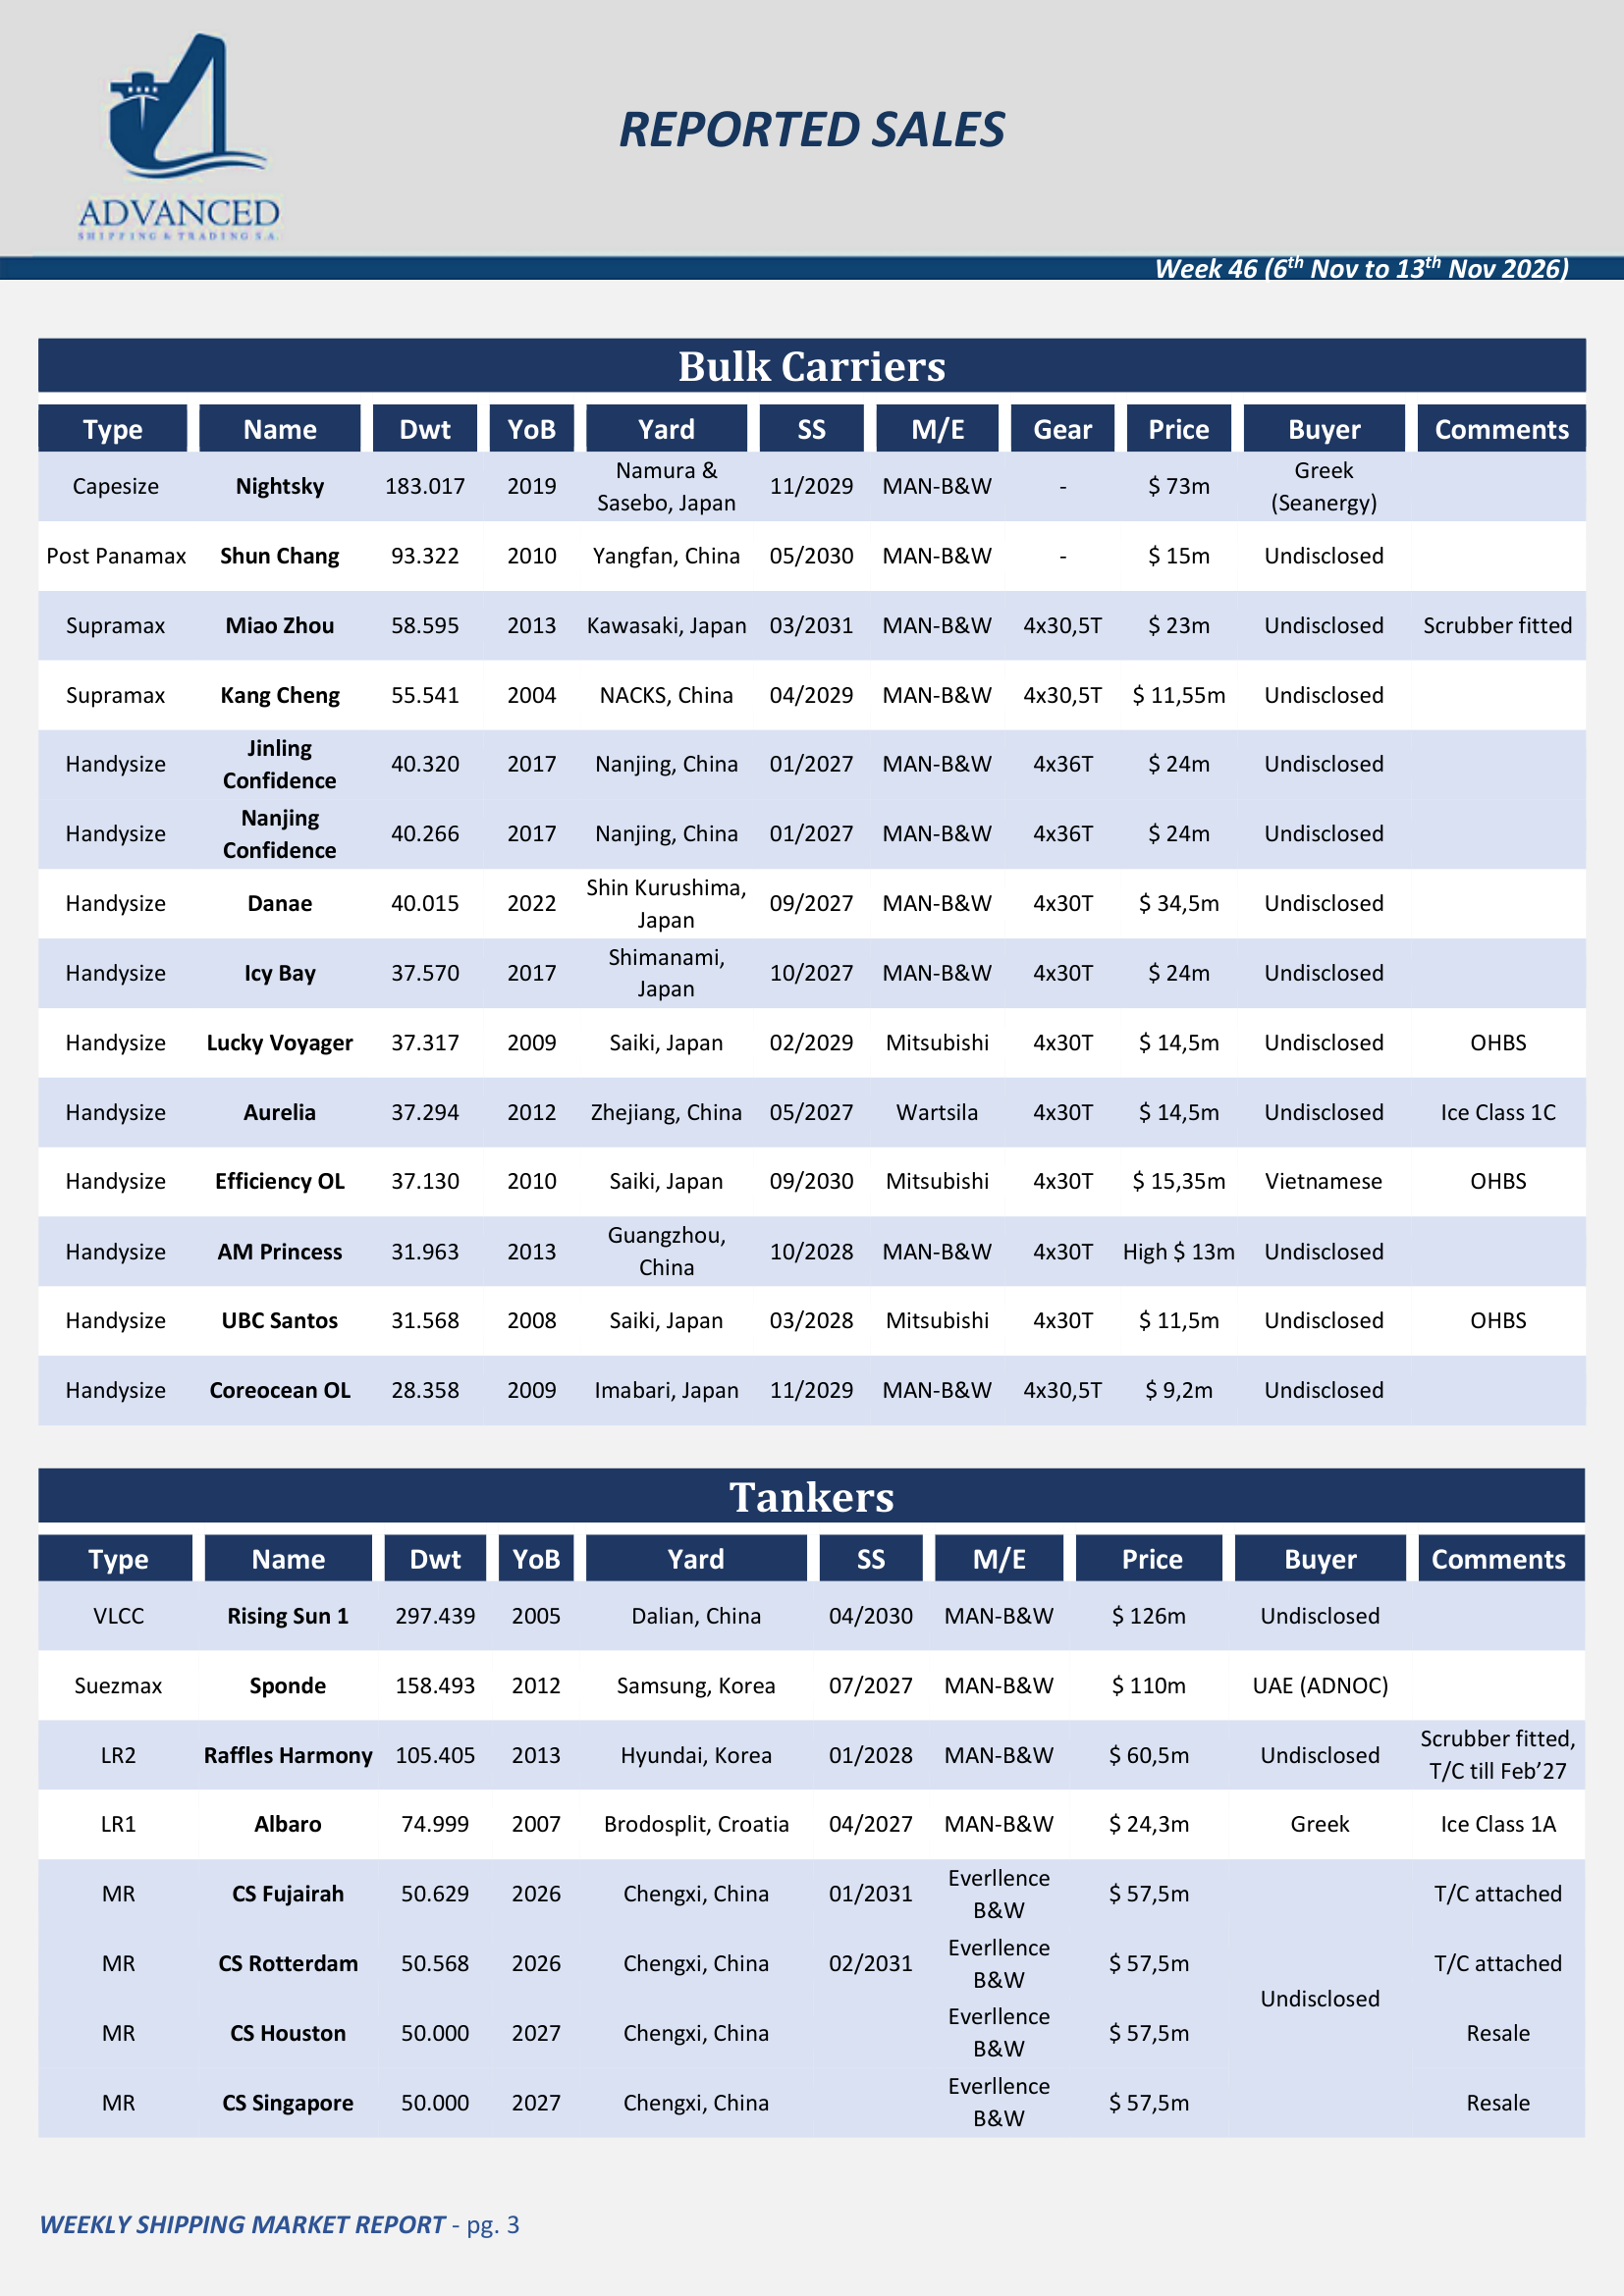 ADVANCED
SHIPPING & TRADING S.A.
REPORTED SALES
Week 46 (6th Nov to 13th Nov 2026)
Bulk Carriers
Type Name Dwt YoB Yard SS M/E Gear Price Buyer Comments
Capesize Nightsky 183.017 2019 Namura & Sasebo, Japan 11/2029 MAN-B&W - $ 73m Greek (Seanergy)
Post Panamax Shun Chang 93.322 2010 Yangfan, China 05/2030 MAN-B&W - $ 15m Undisclosed
Supramax Miao Zhou 58.595 2013 Kawasaki, Japan 03/2031 MAN-B&W 4x30,5T $ 23m Undisclosed Scrubber fitted
Supramax Kang Cheng 55.541 2004 NACKS, China 04/2029 MAN-B&W 4x30,5T $ 11,55m Undisclosed
Handysize Jinling Confidence 40.320 2017 Nanjing, China 01/2027 MAN-B&W 4x36T $ 24m Undisclosed
Handysize Nanjing Confidence 40.266 2017 Nanjing, China 01/2027 MAN-B&W 4x36T $ 24m Undisclosed
Handysize Danae 40.015 2022 Shin Kurushima, Japan 09/2027 MAN-B&W 4x30T $ 34,5m Undisclosed
Handysize Icy Bay 37.570 2017 Shimanami, Japan 10/2027 MAN-B&W 4x30T $ 24m Undisclosed
Handysize Lucky Voyager 37.317 2009 Saiki, Japan 02/2029 Mitsubishi 4x30T $ 14,5m Undisclosed OHBS
Handysize Aurelia 37.294 2012 Zhejiang, China 05/2027 Wartsila 4x30T $ 14,5m Undisclosed Ice Class 1C
Handysize Efficiency OL 37.130 2010 Saiki, Japan 09/2030 Mitsubishi 4x30T $ 15,35m Vietnamese OHBS
Handysize AM Princess 31.963 2013 Guangzhou, China 10/2028 MAN-B&W 4x30T High $ 13m Undisclosed
Handysize UBC Santos 31.568 2008 Saiki, Japan 03/2028 Mitsubishi 4x30T $ 11,5m Undisclosed OHBS
Handysize Coreocean OL 28.358 2009 Imabari, Japan 11/2029 MAN-B&W 4x30,5T $ 9,2m Undisclosed
Tankers
Type Name Dwt YoB Yard SS M/E Price Buyer Comments
VLCC Rising Sun 1 297.439 2005 Dalian, China 04/2030 MAN-B&W $ 126m Undisclosed
Suezmax Sponde 158.493 2012 Samsung, Korea 07/2027 MAN-B&W $ 110m UAE (ADNOC)
LR2 Raffles Harmony 105.405 2013 Hyundai, Korea 01/2028 MAN-B&W $ 60,5m Undisclosed Scrubber fitted, T/C till Feb’27
LR1 Albaro 74.999 2007 Brodosplit, Croatia 04/2027 MAN-B&W $ 24,3m Greek Ice Class 1A
MR CS Fujairah 50.629 2026 Chengxi, China 01/2031 Everllence B&W $ 57,5m T/C attached
MR CS Rotterdam 50.568 2026 Chengxi, China 02/2031 Everllence B&W $ 57,5m T/C attached
Undisclosed
MR CS Houston 50.000 2027 Chengxi, China Everllence B&W $ 57,5m Resale
MR CS Singapore 50.000 2027 Chengxi, China Everllence B&W $ 57,5m Resale
WEEKLY SHIPPING MARKET REPORT - pg. 3